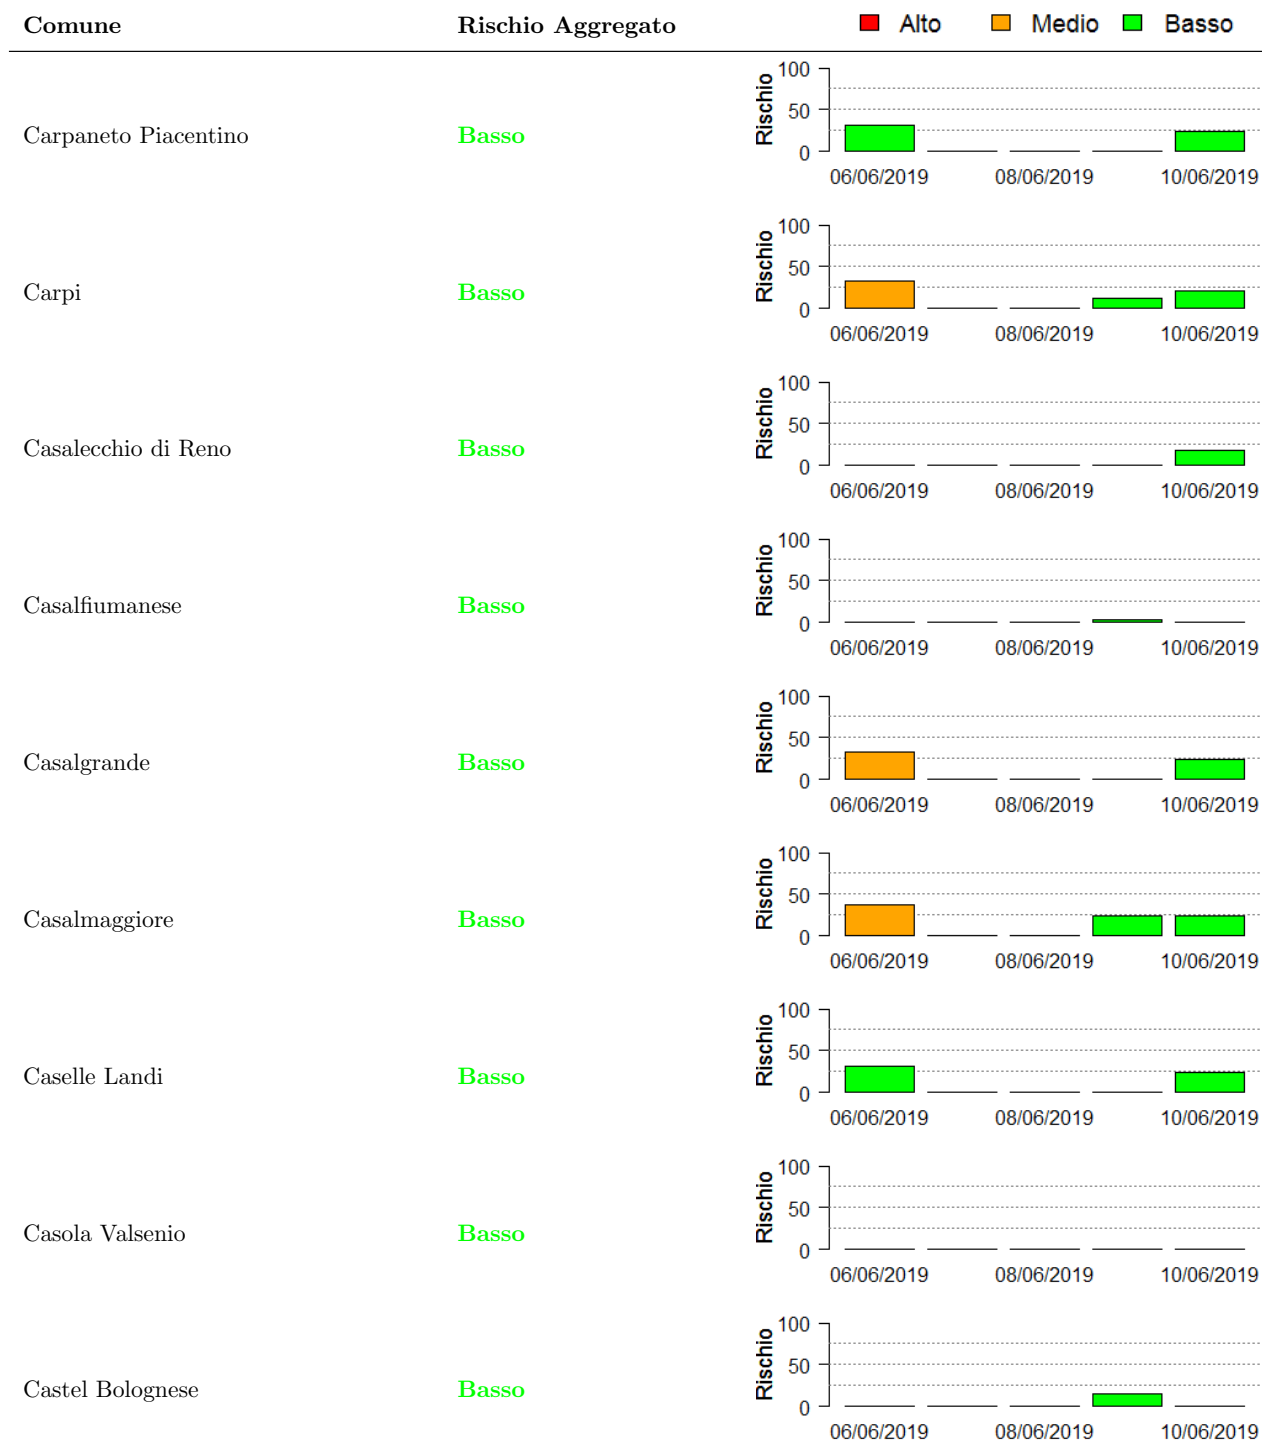 Comune Rischio Aggregato Alto Medio Basso
Carpaneto Piacentino Basso Rischio 100 50 0
06/06/2019 08/06/2019 10/06/2019
Carpi Basso Rischio 100 50 0
06/06/2019 08/06/2019 10/06/2019
Casalecchio di Reno Basso Rischio 100 50 0
06/06/2019 08/06/2019 10/06/2019
Casalfiumanese Basso Rischio 100 50 0
06/06/2019 08/06/2019 10/06/2019
Casalgrande Basso Rischio 100 50 0
06/06/2019 08/06/2019 10/06/2019
Casalmaggiore Basso Rischio 100 50 0
06/06/2019 08/06/2019 10/06/2019
Caselle Landi Basso Rischio 100 50 0
06/06/2019 08/06/2019 10/06/2019
Casola Valsenio Basso Rischio 100 50 0
06/06/2019 08/06/2019 10/06/2019
Castel Bolognese Basso Rischio 100 50 0
06/06/2019 08/06/2019 10/06/2019